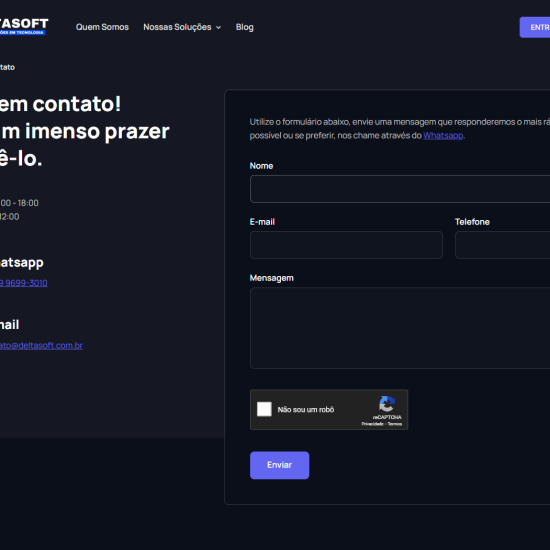 TASOFT
ÕES EM TECNOLOGIA
Quem Somos
Nossas Soluções
Blog
ENTR
tato
em contato!
m imenso prazer
ê-lo.
00 - 18:00
12:00
atsapp
9 9699-3010
mail
ato@deltasoft.com.br
Utilize o formulário abaixo, envie uma mensagem que responderemos o mais rá
possível ou se preferir, nos chame através do Whatsapp.
Nome
E-mail
Telefone
Mensagem
Não sou um robô
reCAPTCHA
Privacidade - Termos
Enviar